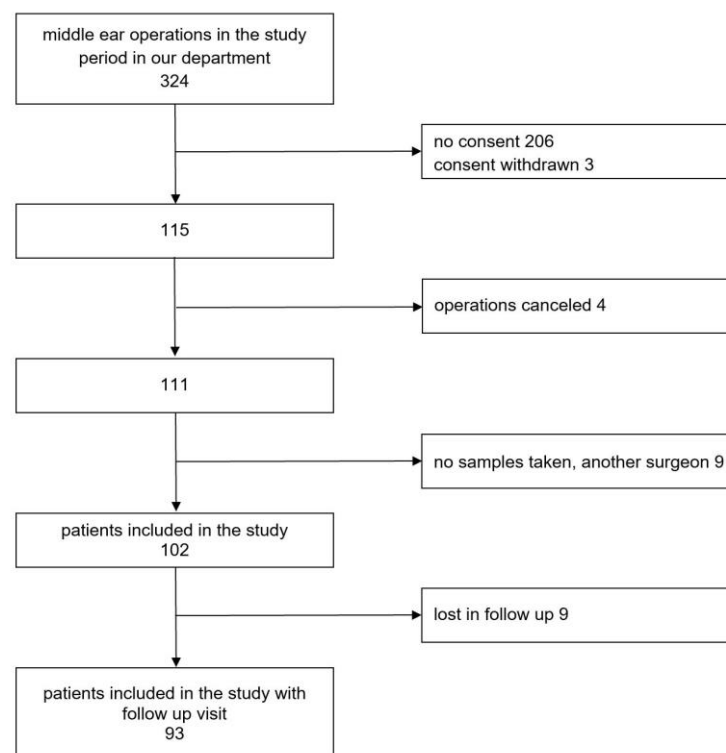 middle ear operations in the study
period in our department
324
no consent 206
consent withdrawn 3
115
operations canceled 4
111
no samples taken, another surgeon 9
patients included in the study
102
lost in follow up 9
patients included in the study with
follow up visit
93